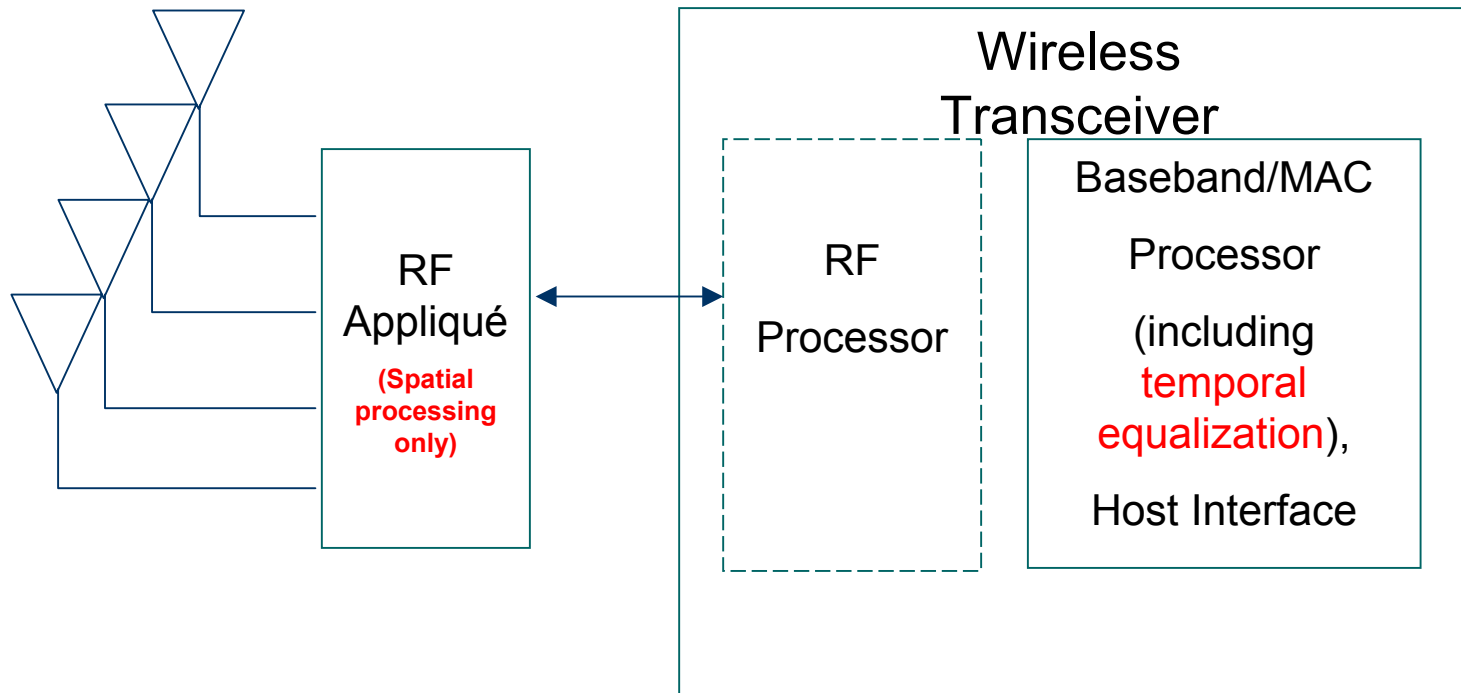 Wireless
Transceiver
RF
Appliqué
(Spatial
processing
only)
RF
Processor
Baseband/MAC
Processor
(including
temporal
equalization),
Host Interface